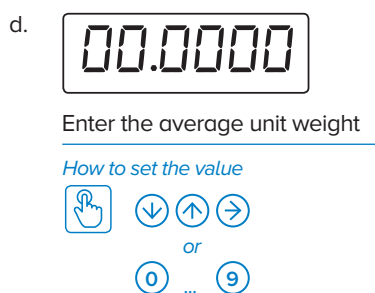 d.
00.0000
Enter the average unit weight
How to set the value
or
0 ... 9